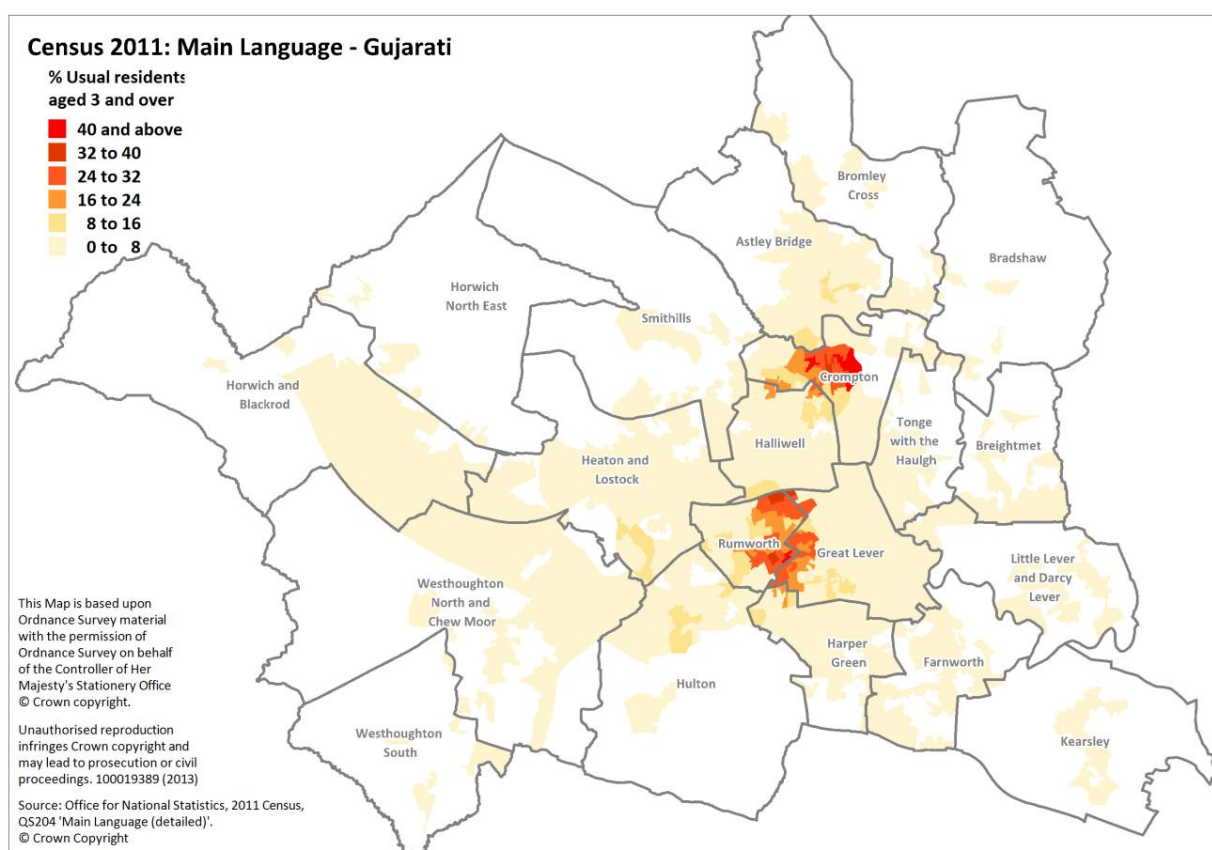 Census 2011: Main Language - Gujarati
% Usual residents
aged 3 and over
40 and above
32 to 40
24 to 32
16 to 24
8 to 16
0 to 8
Bromley
Cross
Astley Bridge
Bradshaw
Horwich
North East
Smithills
Crompton
Horwich and
Blackrod
Tonge
with the
Haulgh
Breightmet
Halliwell
Heaton and
Lostock
Rumworth
Great Lever
Little Lever
and Darcy
Lever
Westhoughton
North and
Chew Moor
Harper
Green
Farnworth
Hulton
Westhoughton
South
Kearsley
This Map is based upon
Ordnance Survey material
with the permission of
Ordnance Survey on behalf
of the Controller of Her
Majesty's Stationery Office
© Crown copyright.
Unauthorised reproduction
infringes Crown copyright and
may lead to prosecution or civil
proceedings. 100019389 (2013)
Source: Office for National Statistics, 2011 Census,
QS204 'Main Language (detailed)'.
© Crown Copyright